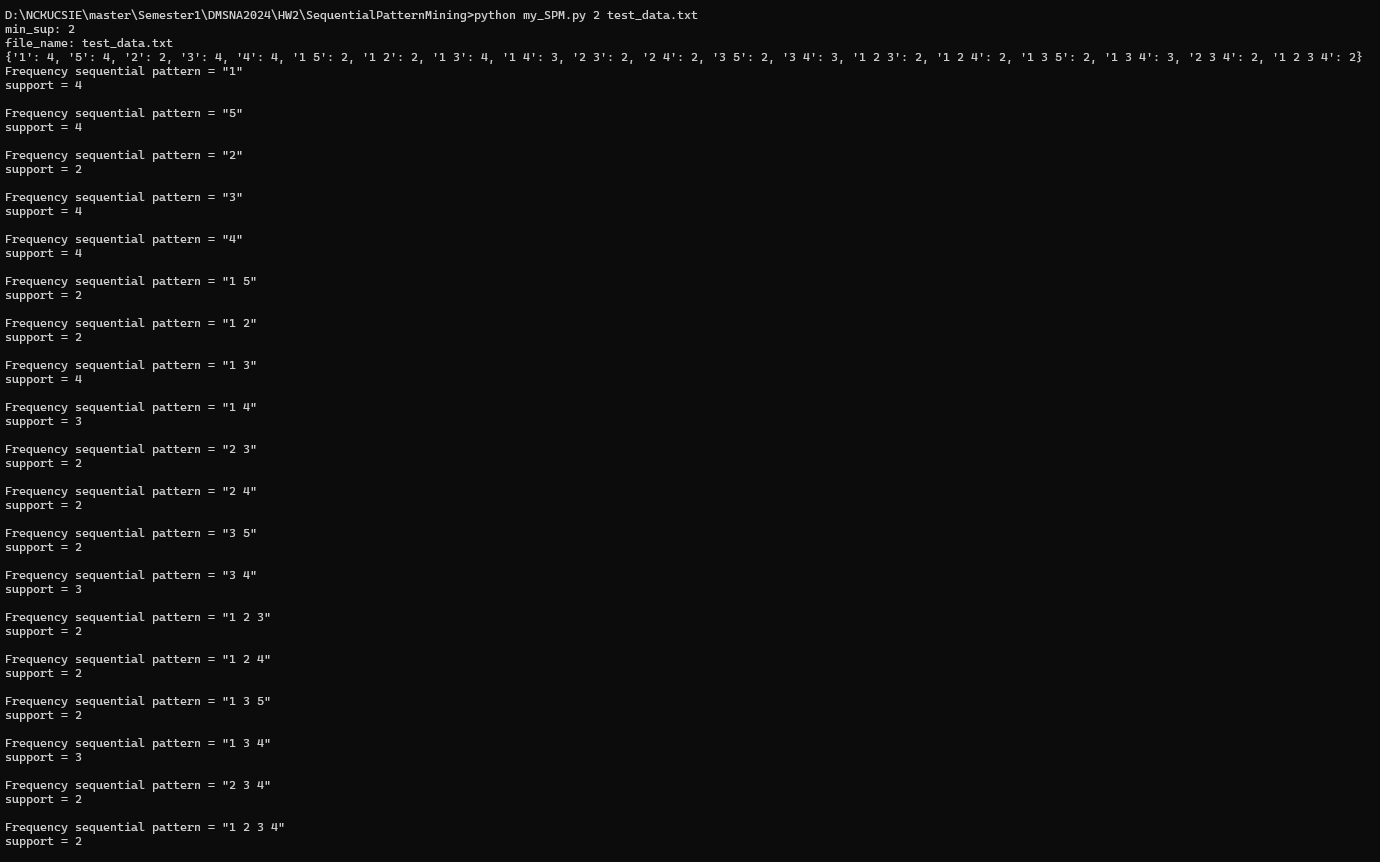 D:\NCKUCSIE\master\Semester1\DMSNA2024\HW2\SequentialPatternMining>python my_SPM.py 2 test_data.txt
min_sup: 2
file_name: test_data.txt
{'1': 4, '5': 4, '2': 2, '3': 4, '4': 4, '1 5': 2, '1 2': 2, '1 3': 4, '1 4': 3, '2 3': 2, '2 4': 2, '3 5': 2, '3 4': 3, '1 2 3': 2, '1 2 4': 2, '1 3 5': 2, '1 3 4': 3, '2 3 4': 2, '1 2 3 4': 2}
Frequency sequential pattern = "1"
support = 4
Frequency sequential pattern = "5"
support = 4
Frequency sequential pattern = "2"
support = 2
Frequency sequential pattern = "3"
support = 4
Frequency sequential pattern = "4"
support = 4
Frequency sequential pattern = "1 5"
support = 2
Frequency sequential pattern = "1 2"
support = 2
Frequency sequential pattern = "1 3"
support = 4
Frequency sequential pattern = "1 4"
support = 3
Frequency sequential pattern = "2 3"
support = 2
Frequency sequential pattern = "2 4"
support = 2
Frequency sequential pattern = "3 5"
support = 2
Frequency sequential pattern = "3 4"
support = 3
Frequency sequential pattern = "1 2 3"
support = 2
Frequency sequential pattern = "1 2 4"
support = 2
Frequency sequential pattern = "1 3 5"
support = 2
Frequency sequential pattern = "1 3 4"
support = 3
Frequency sequential pattern = "2 3 4"
support = 2
Frequency sequential pattern = "1 2 3 4"
support = 2